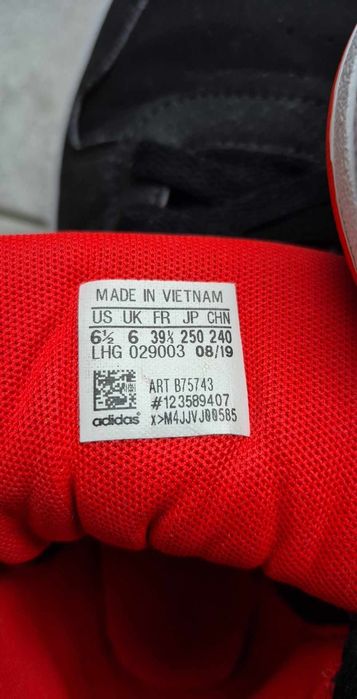 MADE IN VIETNAM
US UK FR JP CHN
6½ 6 39⅓ 250 240
LHG 029003 08/19
ART B75743
#123589407
adidas® x>M4JJVJ00585